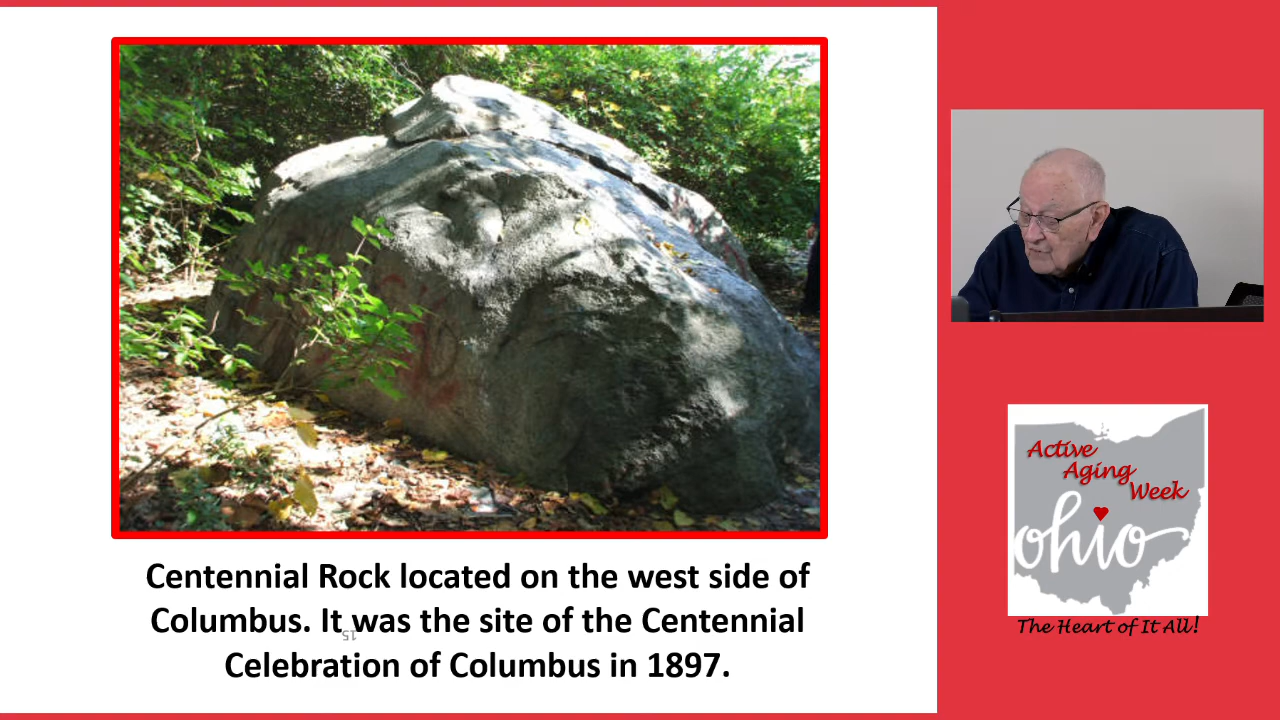 Centennial Rock located on the west side of
Columbus. It was the site of the Centennial
Celebration of Columbus in 1897.
15
Active
Aging
Week
ohio
The Heart of It All!